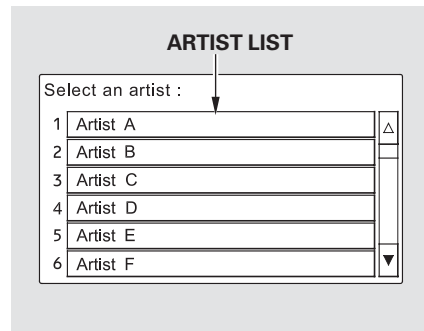 ARTIST LIST
Select an artist :
1 Artist A
2 Artist B
3 Artist C
4 Artist D
5 Artist E
6 Artist F